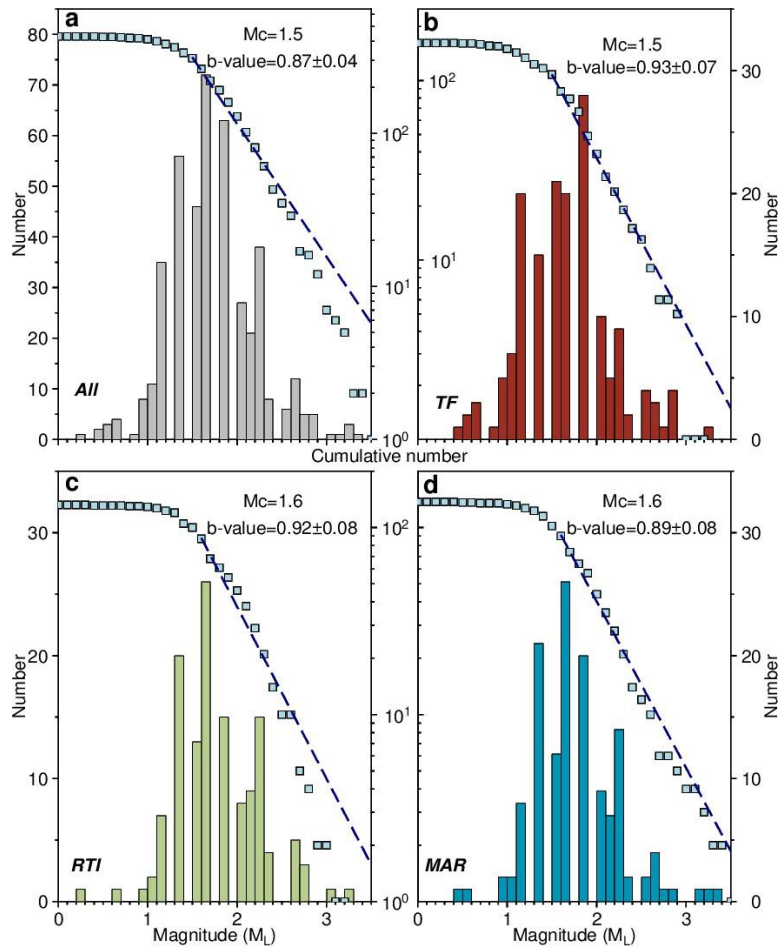 a
Mc=1.5
b-value=0.87±0.04
80
70
60
50
40
30
20
10
0
Number
10²
10¹
10⁰
All
b
Mc=1.5
b-value=0.93±0.07
10²
10¹
30
20
10
0
Number
TF
Cumulative number
c
Mc=1.6
b-value=0.92±0.08
30
20
10
0
Number
10²
10¹
10⁰
RTI
0 1 2 3
Magnitude (M_L)
d
Mc=1.6
b-value=0.89±0.08
30
20
10
0
Number
MAR
0 1 2 3
Magnitude (M_L)